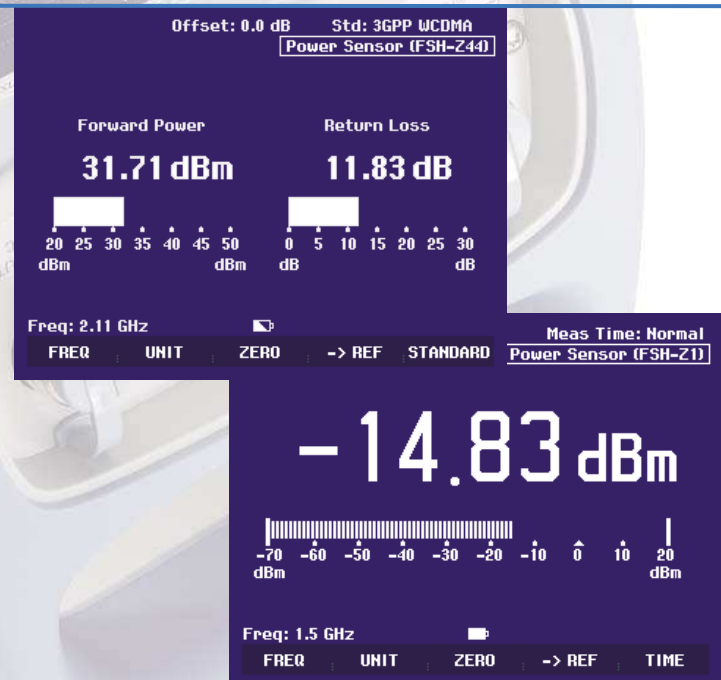 Offset: 0.0 dB Std: 3GPP WCDMA
Power Sensor (FSH-Z44)
Forward Power Return Loss
31.71 dBm 11.83 dB
20 25 30 35 40 45 50 0 5 10 15 20 25 30
dBm dBm dB dB
Freq: 2.11 GHz
FREQ UNIT ZERO -> REF STANDARD
Meas Time: Normal
Power Sensor (FSH-Z1)
-14.83 dBm
-70 -60 -50 -40 -30 -20 -10 0 10 20
dBm dBm
Freq: 1.5 GHz
FREQ UNIT ZERO -> REF TIME